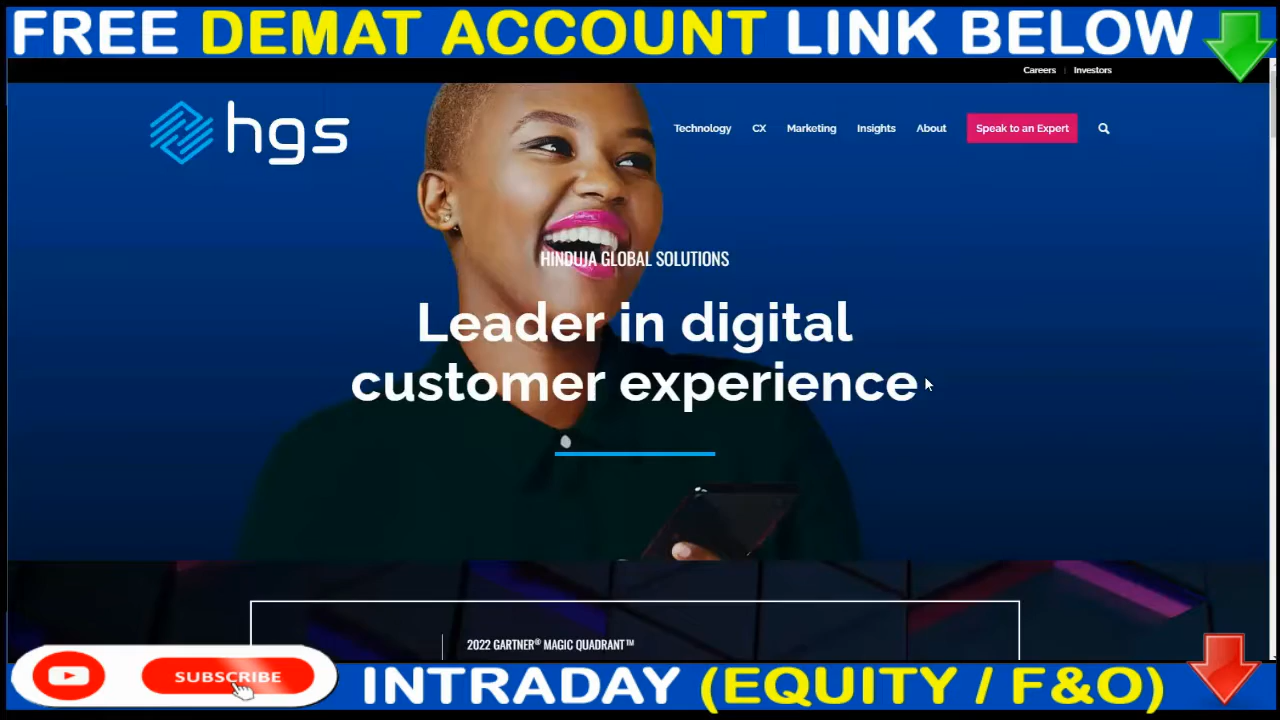 FREE DEMAT ACCOUNT LINK BELOW
Careers | Investors
hgs
Technology CX Marketing Insights About Speak to an Expert
HINDUJA GLOBAL SOLUTIONS
Leader in digital
customer experience
2022 GARTNER® MAGIC QUADRANT™
SUBSCRIBE
INTRADAY (EQUITY / F&O)